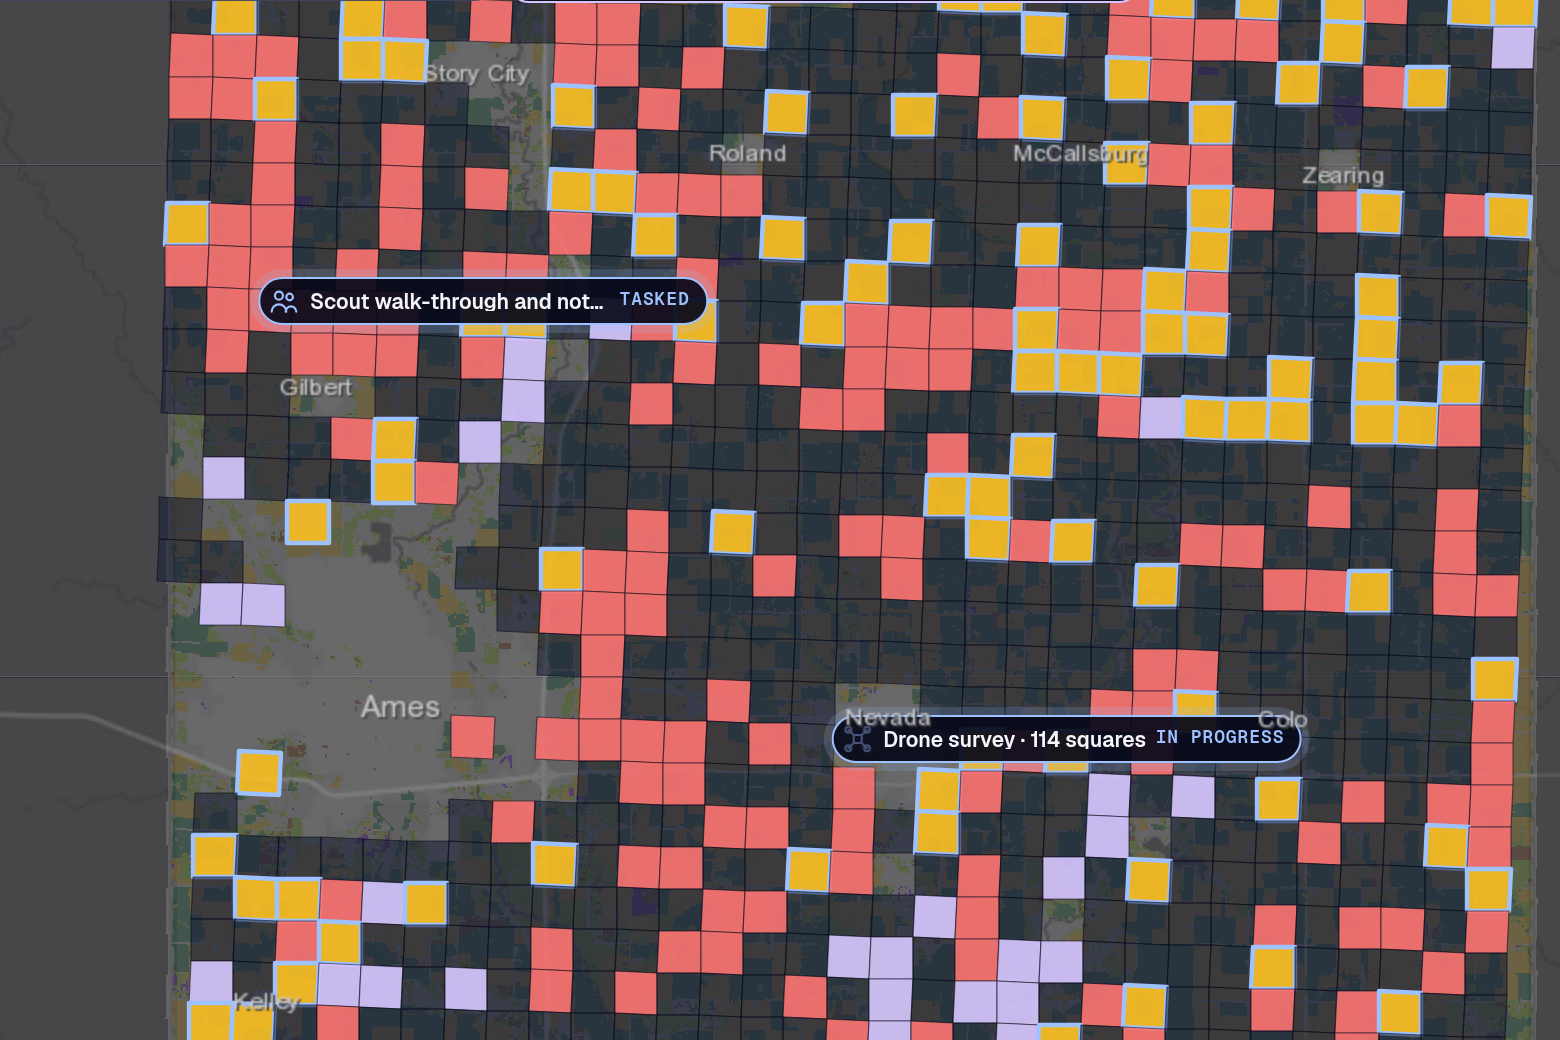 Story City
Roland
McCallsburg
Zearing
Scout walk-through and not... TASKED
Gilbert
Ames
Nevada
Colo
Drone survey · 114 squares IN PROGRESS
Kelley